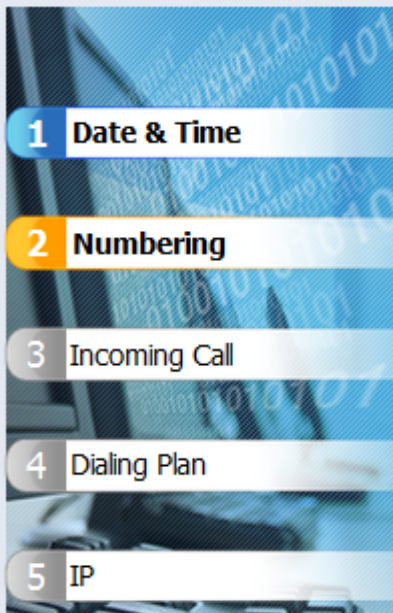 1 Date & Time
2 Numbering
3 Incoming Call
4 Dialing Plan
5 IP